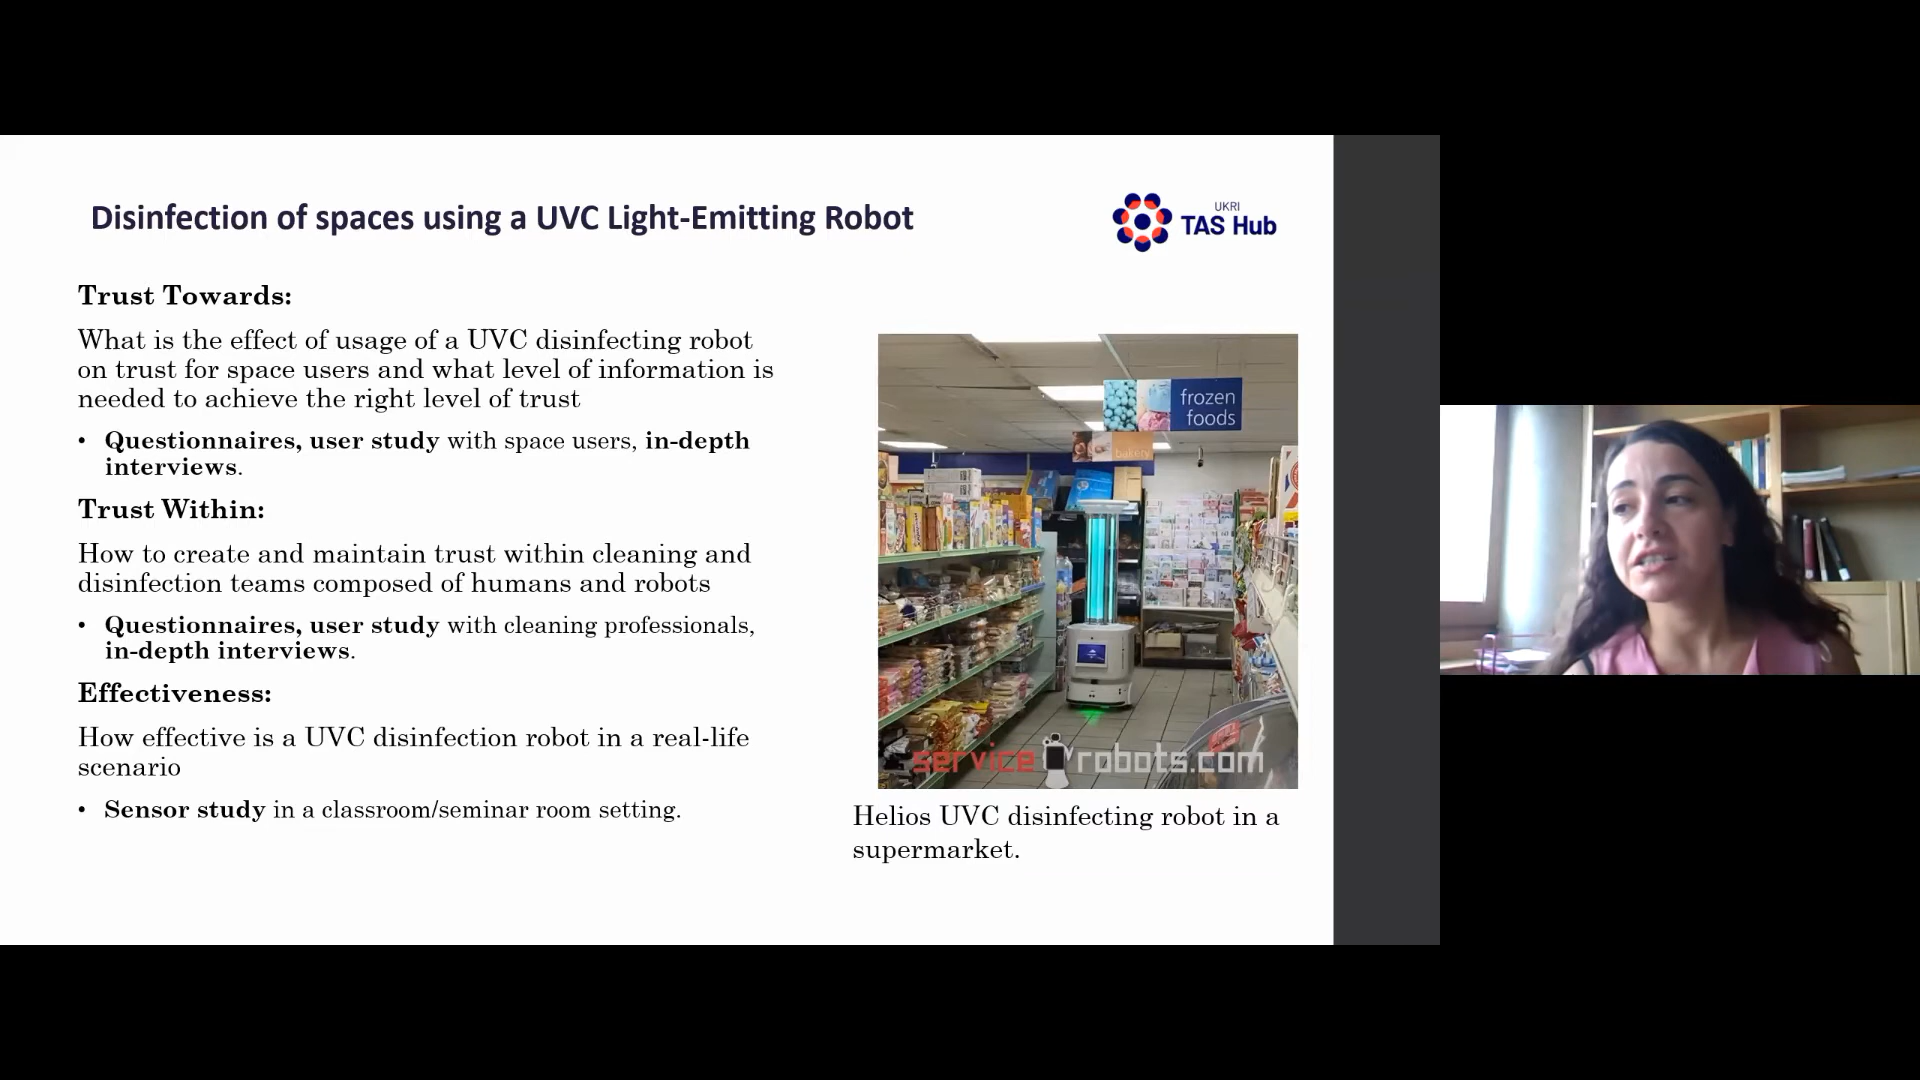 Disinfection of spaces using a UVC Light-Emitting Robot
UKRI
TAS Hub
Trust Towards:
What is the effect of usage of a UVC disinfecting robot
on trust for space users and what level of information is
needed to achieve the right level of trust
• Questionnaires, user study with space users, in-depth
interviews.
Trust Within:
How to create and maintain trust within cleaning and
disinfection teams composed of humans and robots
• Questionnaires, user study with cleaning professionals,
in-depth interviews.
Effectiveness:
How effective is a UVC disinfection robot in a real-life
scenario
• Sensor study in a classroom/seminar room setting.
frozen
foods
bakery
service robots.com
Helios UVC disinfecting robot in a
supermarket.